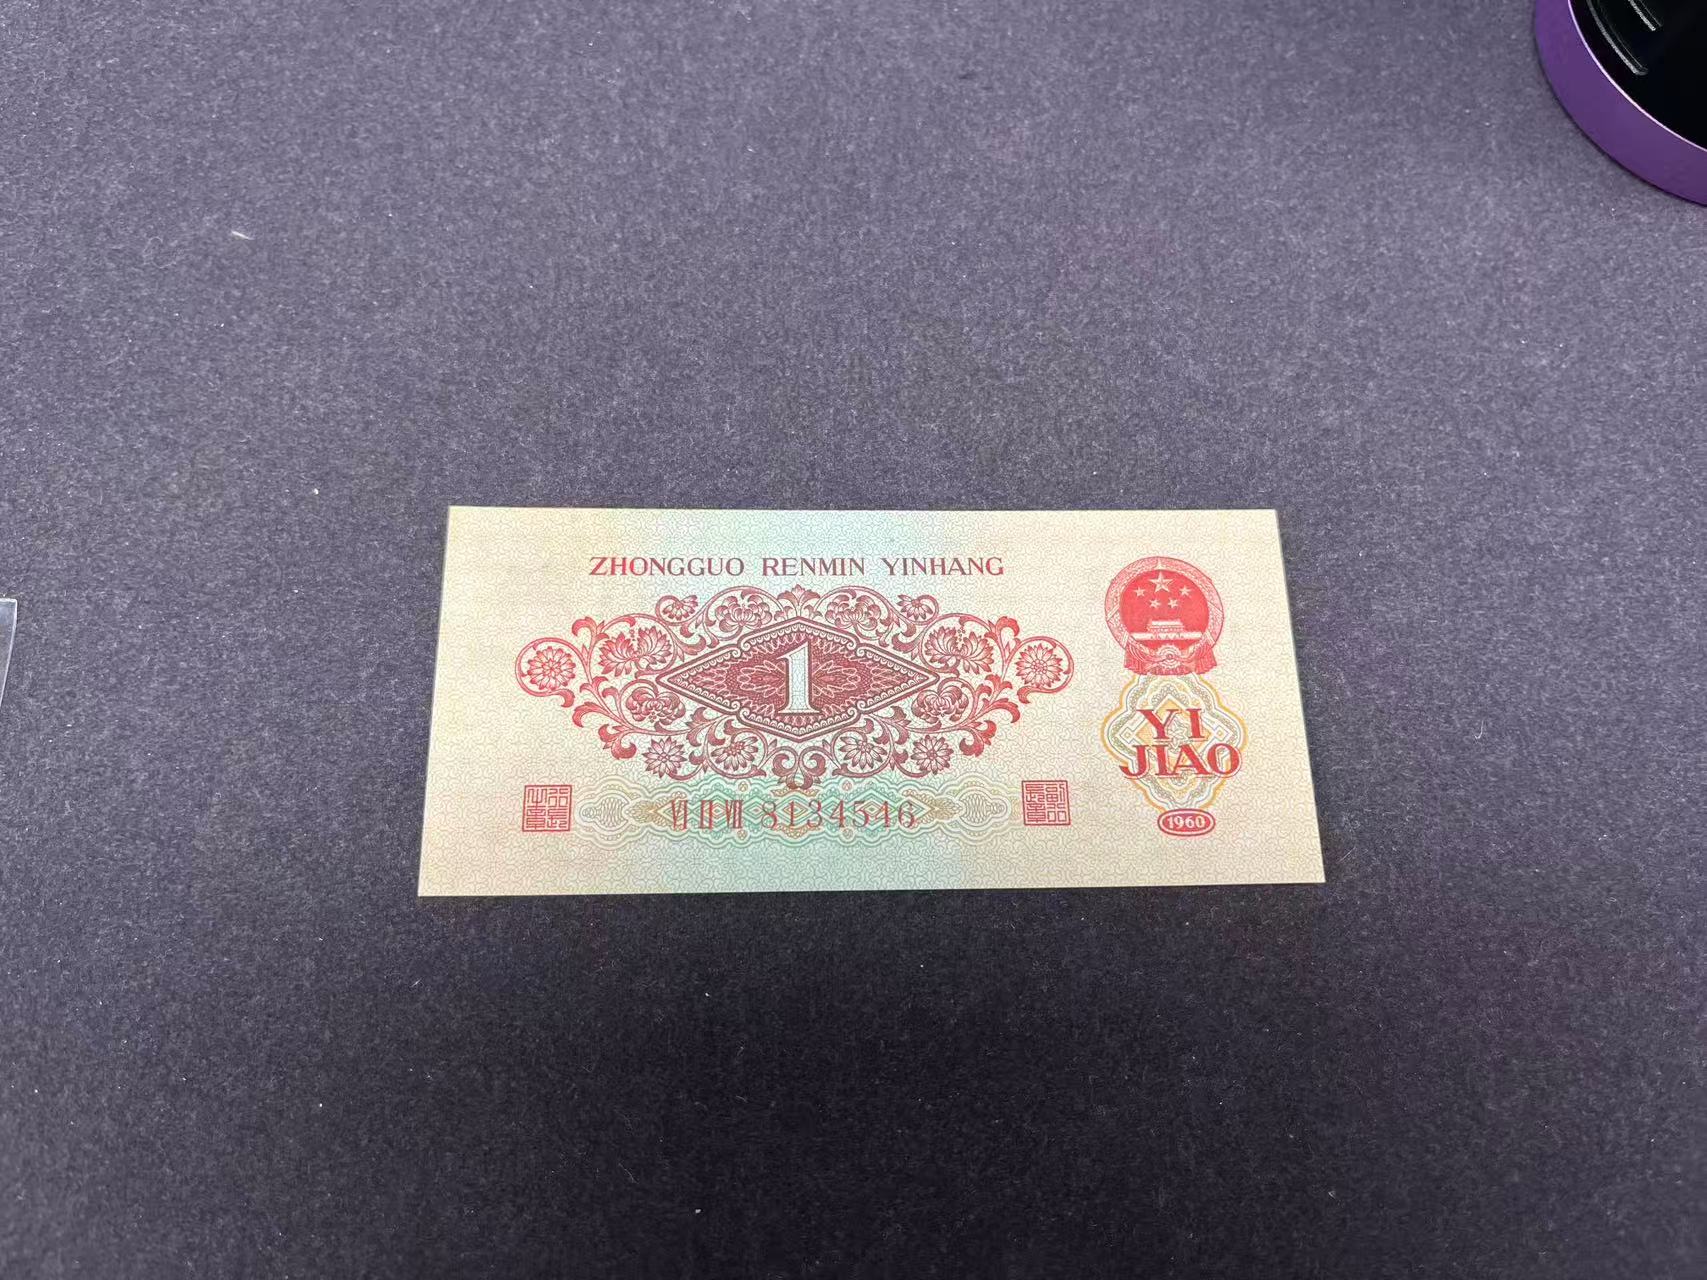 ZHONGGUO RENMIN YINHANG
1
YI
JIAO
VI II VII 8134546
1960